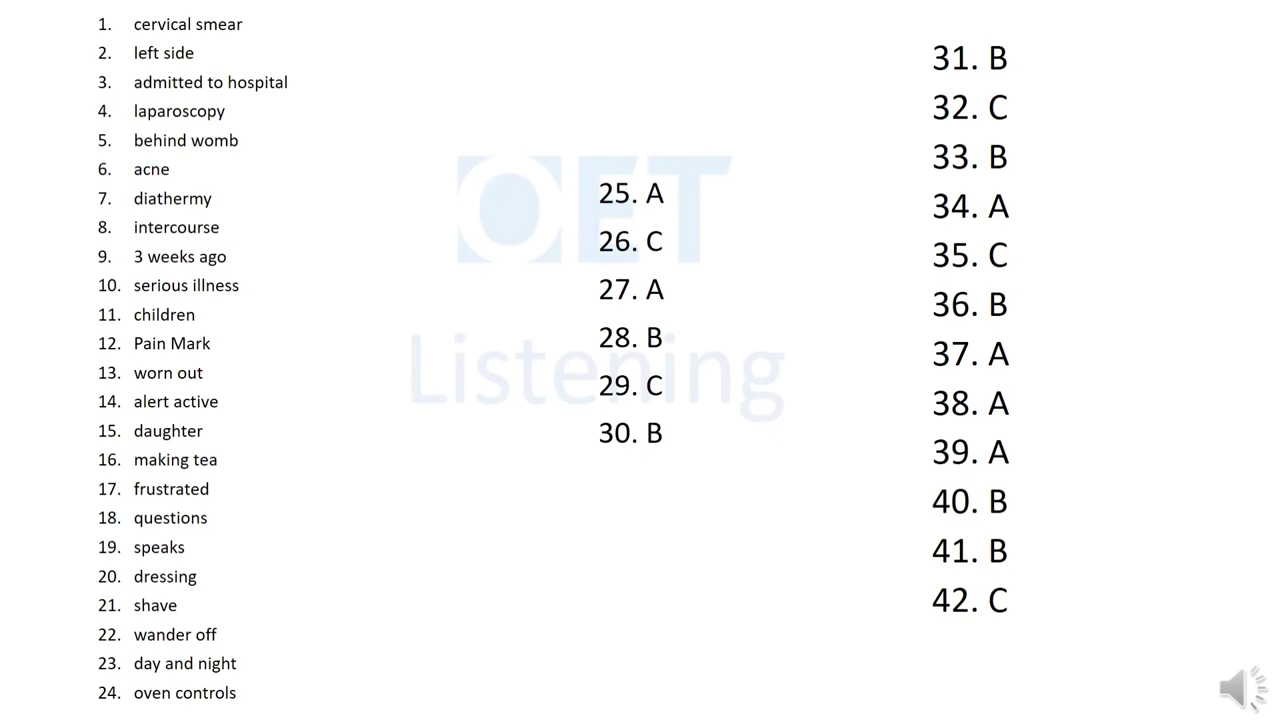 1. cervical smear
2. left side
3. admitted to hospital
4. laparoscopy
5. behind womb
6. acne
7. diathermy
8. intercourse
9. 3 weeks ago
10. serious illness
11. children
12. Pain Mark
13. worn out
14. alert active
15. daughter
16. making tea
17. frustrated
18. questions
19. speaks
20. dressing
21. shave
22. wander off
23. day and night
24. oven controls
OET
Listening
25. A
26. C
27. A
28. B
29. C
30. B
31. B
32. C
33. B
34. A
35. C
36. B
37. A
38. A
39. A
40. B
41. B
42. C